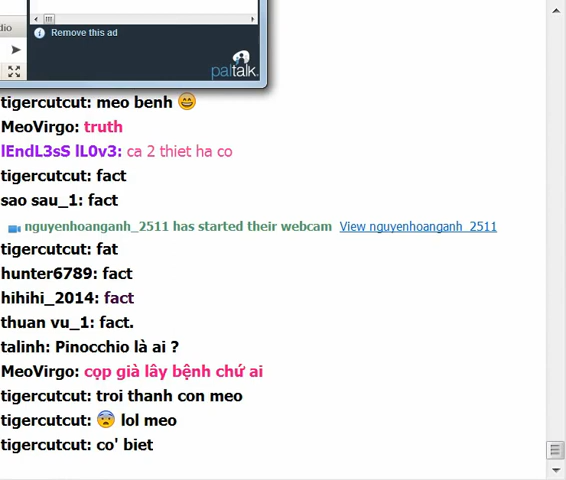 dio
Remove this ad
paltalk.
tigercutcut: meo benh 😄
MeoVirgo: truth
lEndL3sS lL0v3: ca 2 thiet ha co
tigercutcut: fact
sao sau_1: fact
nguyenhoanganh_2511 has started their webcam View nguyenhoanganh_2511
tigercutcut: fat
hunter6789: fact
hihihi_2014: fact
thuan vu_1: fact.
talinh: Pinocchio là ai ?
MeoVirgo: cọp già lây bệnh chứ ai
tigercutcut: troi thanh con meo
tigercutcut: 😨 lol meo
tigercutcut: co' biet